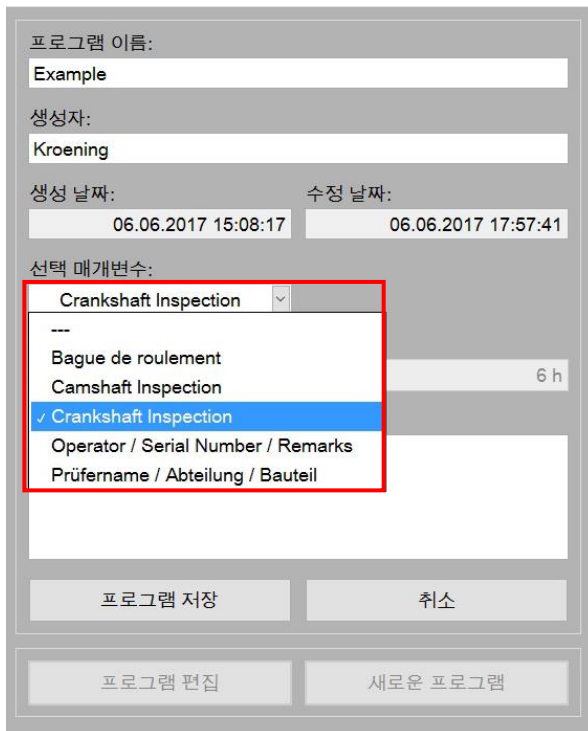 프로그램 이름:
Example
생성자:
Kroening
생성 날짜: 수정 날짜:
06.06.2017 15:08:17 06.06.2017 17:57:41
선택 매개변수:
Crankshaft Inspection
---
Bague de roulement
Camshaft Inspection
6 h
✓ Crankshaft Inspection
Operator / Serial Number / Remarks
Prüfername / Abteilung / Bauteil
프로그램 저장 취소
프로그램 편집 새로운 프로그램